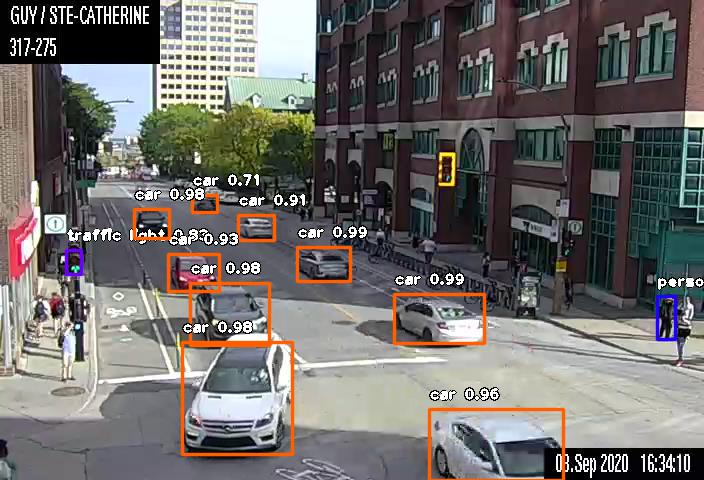 GUY / STE-CATHERINE
317-275
car 0.71
car 0.98
car 0.91
traffic light 0.83
car 0.93
car 0.99
car 0.98
car 0.99
perso
car 0.98
car 0.96
03.Sep 2020 16:34:10